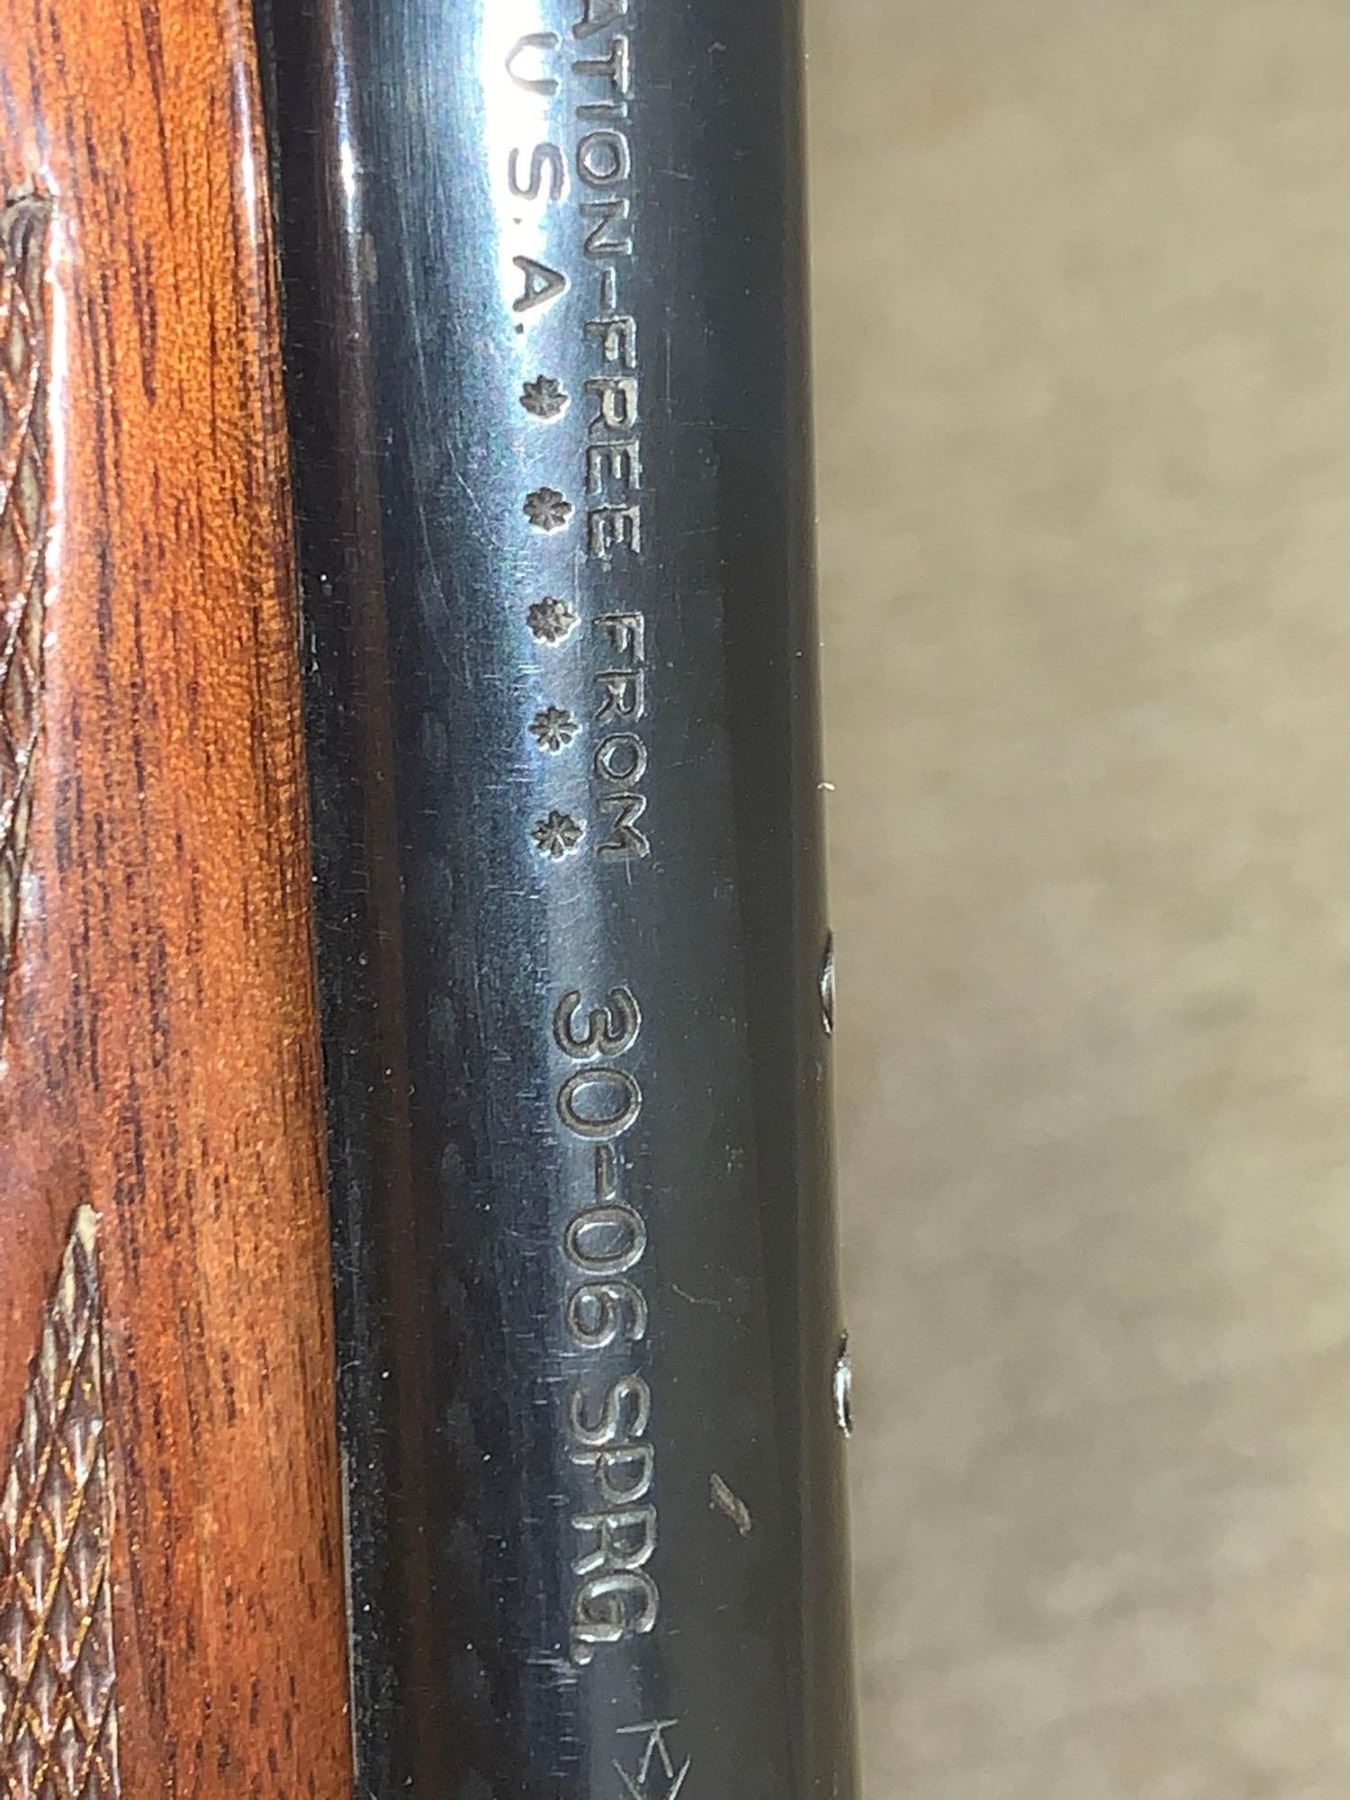 ATION-FREE FROM
U.S.A. * * * * *
30-06 SPRG.